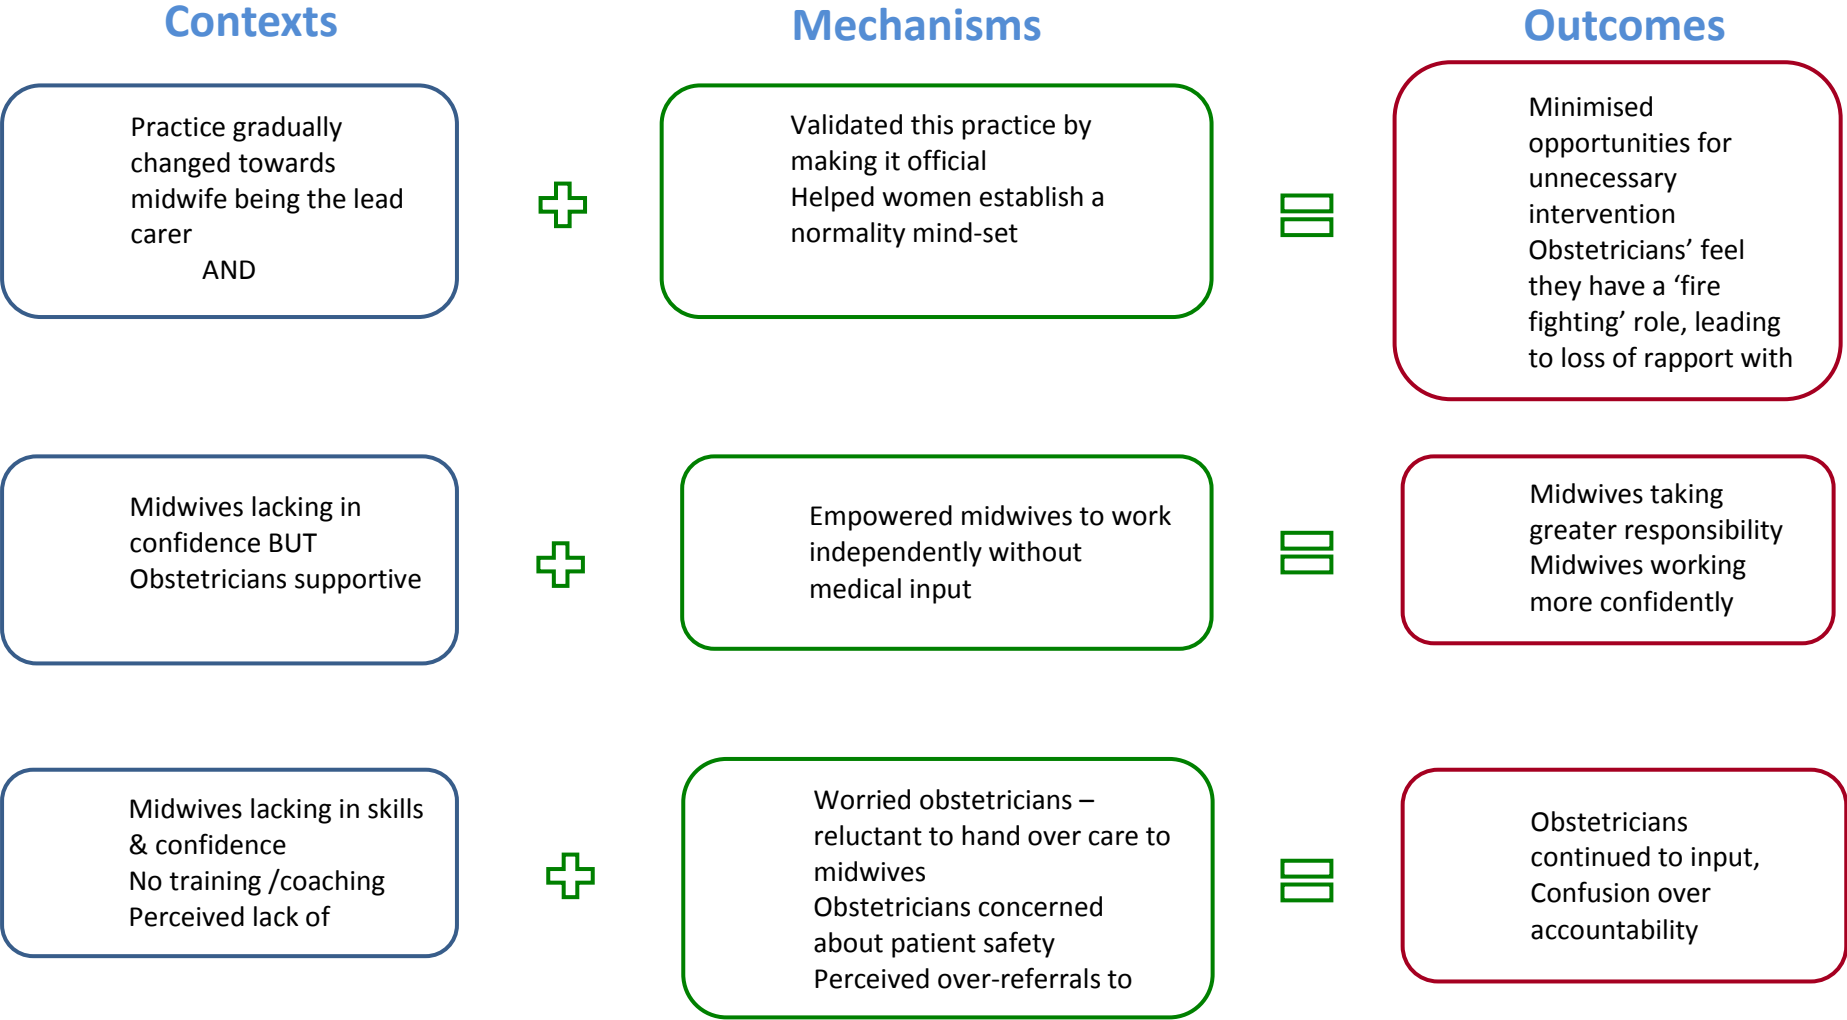 Contexts
Mechanisms
Outcomes
Practice gradually
changed towards
midwife being the lead
carer
AND
Validated this practice by
making it official
Helped women establish a
normality mind-set
Minimised
opportunities for
unnecessary
intervention
Obstetricians’ feel
they have a ‘fire
fighting’ role, leading
to loss of rapport with
Midwives lacking in
confidence BUT
Obstetricians supportive
Empowered midwives to work
independently without
medical input
Midwives taking
greater responsibility
Midwives working
more confidently
Midwives lacking in skills
& confidence
No training /coaching
Perceived lack of
Worried obstetricians –
reluctant to hand over care to
midwives
Obstetricians concerned
about patient safety
Perceived over-referrals to
Obstetricians
continued to input,
Confusion over
accountability